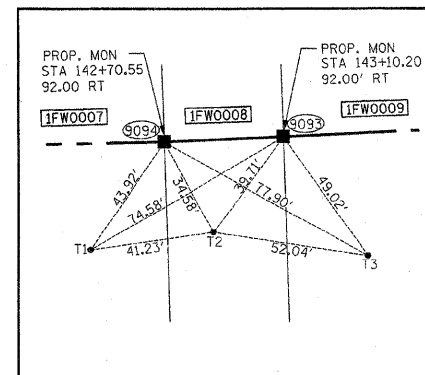 PROP. MON
STA 142+70.55
92.00 RT
PROP. MON
STA 143+10.20
92.00' RT
1FW0007
9094
1FW0008
9093
1FW0009
43.92'
74.58'
34.58'
39.71'
77.90'
49.02'
T1
41.23'
T2
52.04'
T3